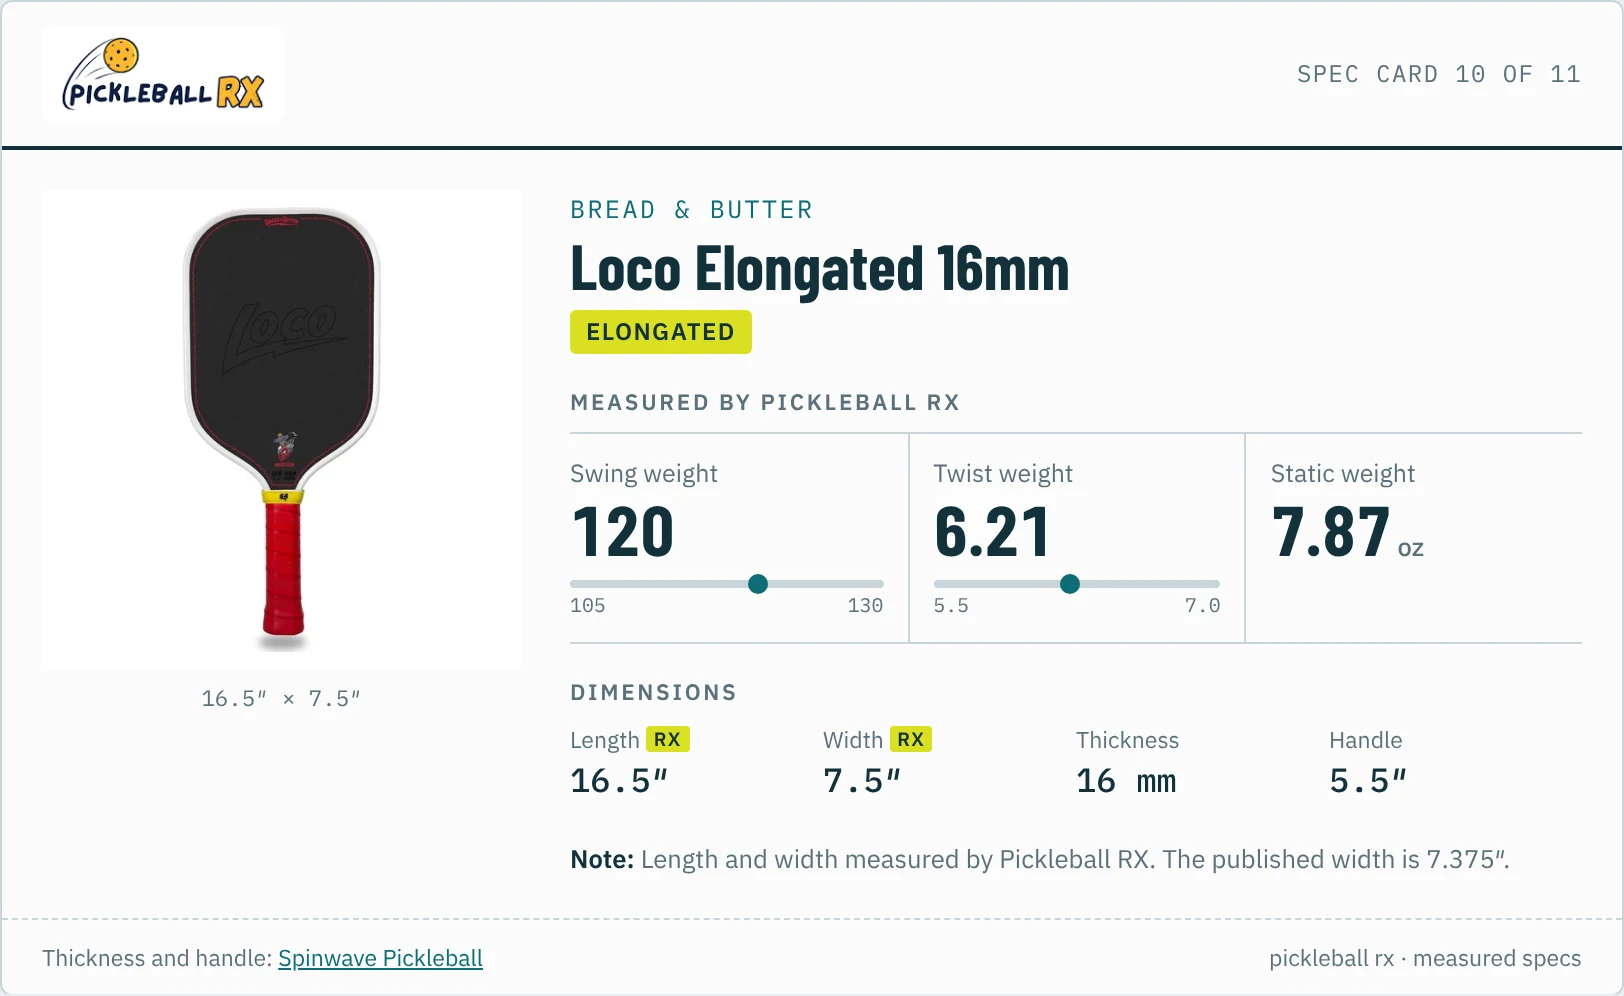 PICKLEBALL RX
SPEC CARD 10 OF 11
LOCO
16.5″ × 7.5″
BREAD & BUTTER
Loco Elongated 16mm
ELONGATED
MEASURED BY PICKLEBALL RX
Swing weight
120
105 130
Twist weight
6.21
5.5 7.0
Static weight
7.87 oz
DIMENSIONS
Length RX
16.5″
Width RX
7.5″
Thickness
16 mm
Handle
5.5″
Note: Length and width measured by Pickleball RX. The published width is 7.375″.
Thickness and handle: Spinwave Pickleball
pickleball rx · measured specs